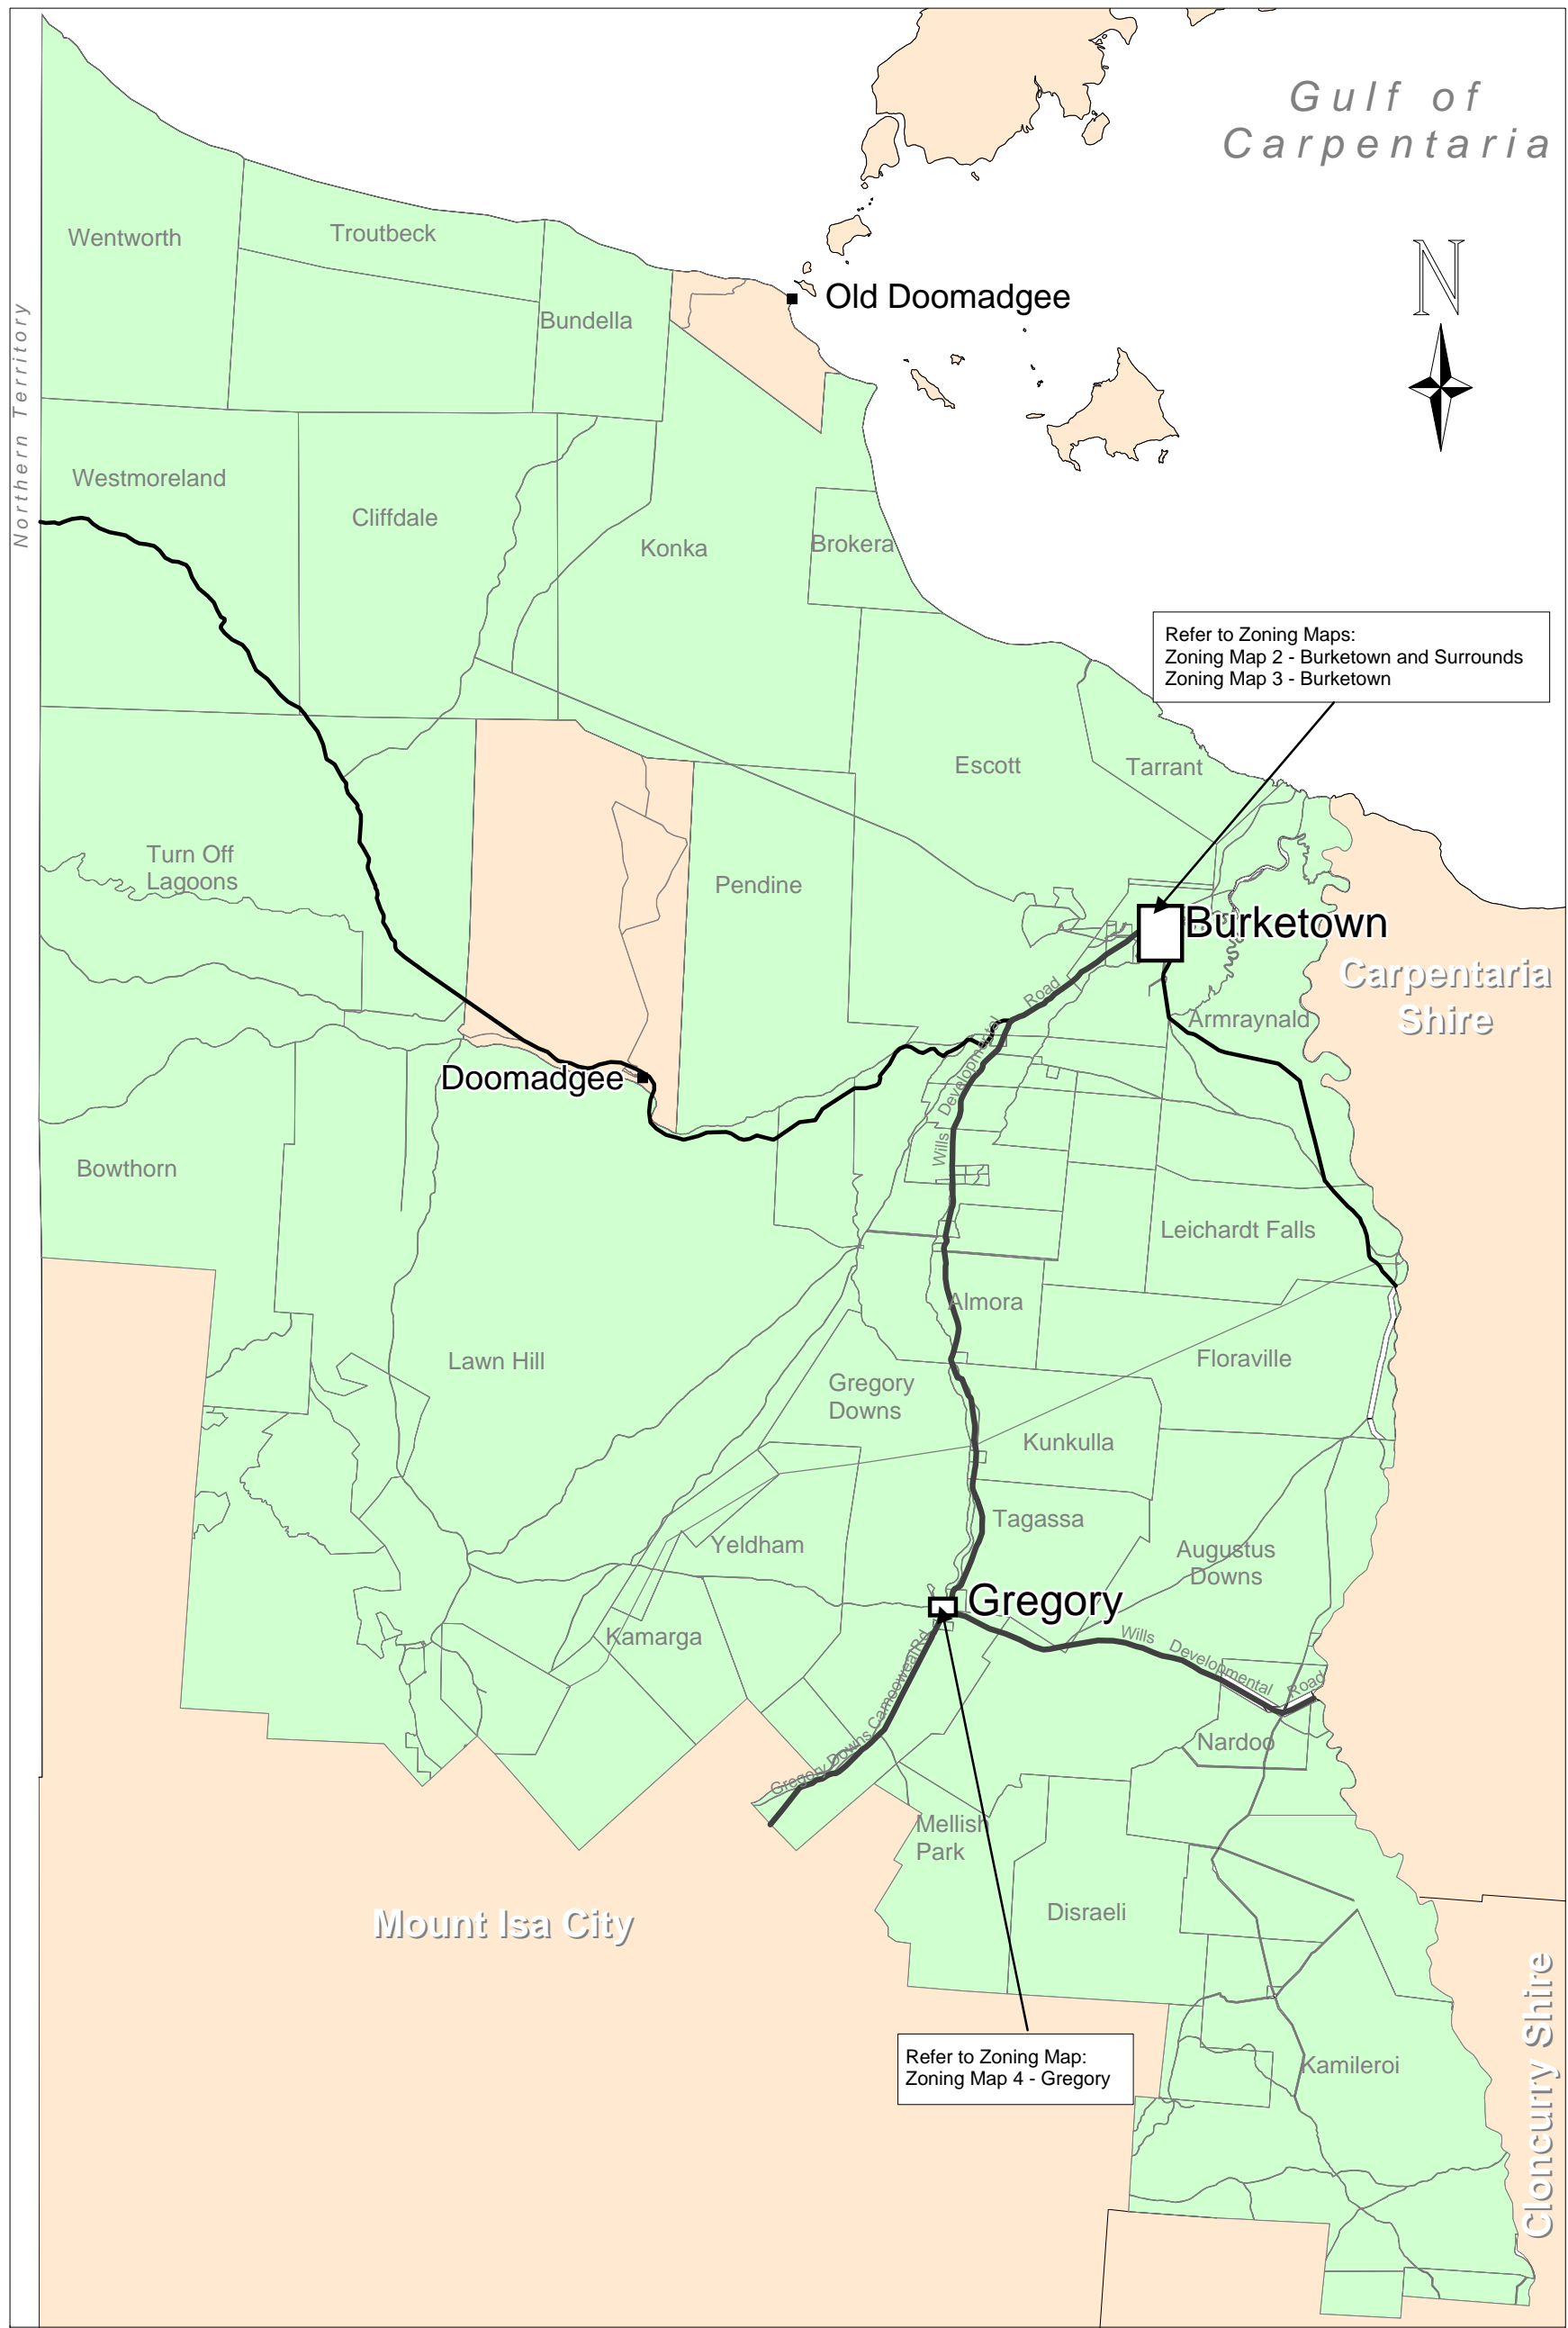 Gulf of
Carpentaria
N
Wentworth
Troutbeck
Bundella
Old Doomadgee
Northern Territory
Westmoreland
Cliffdale
Konka
Brokera
Refer to Zoning Maps:
Zoning Map 2 - Burketown and Surrounds
Zoning Map 3 - Burketown
Escott
Tarrant
Turn Off
Lagoons
Pendine
Burketown
Carpentaria
Shire
Road
Armraynald
Developmental
Wills
Doomadgee
Bowthorn
Leichardt Falls
Almora
Lawn Hill
Floraville
Gregory
Downs
Kunkulla
Tagassa
Yeldham
Augustus
Downs
Gregory
Kamarga
Wills Developmental Road
Gregory Downs Camooweal Rd
Nardoo
Mellish
Park
Disraeli
Mount Isa City
Refer to Zoning Map:
Zoning Map 4 - Gregory
Kamileroi
Cloncurry Shire